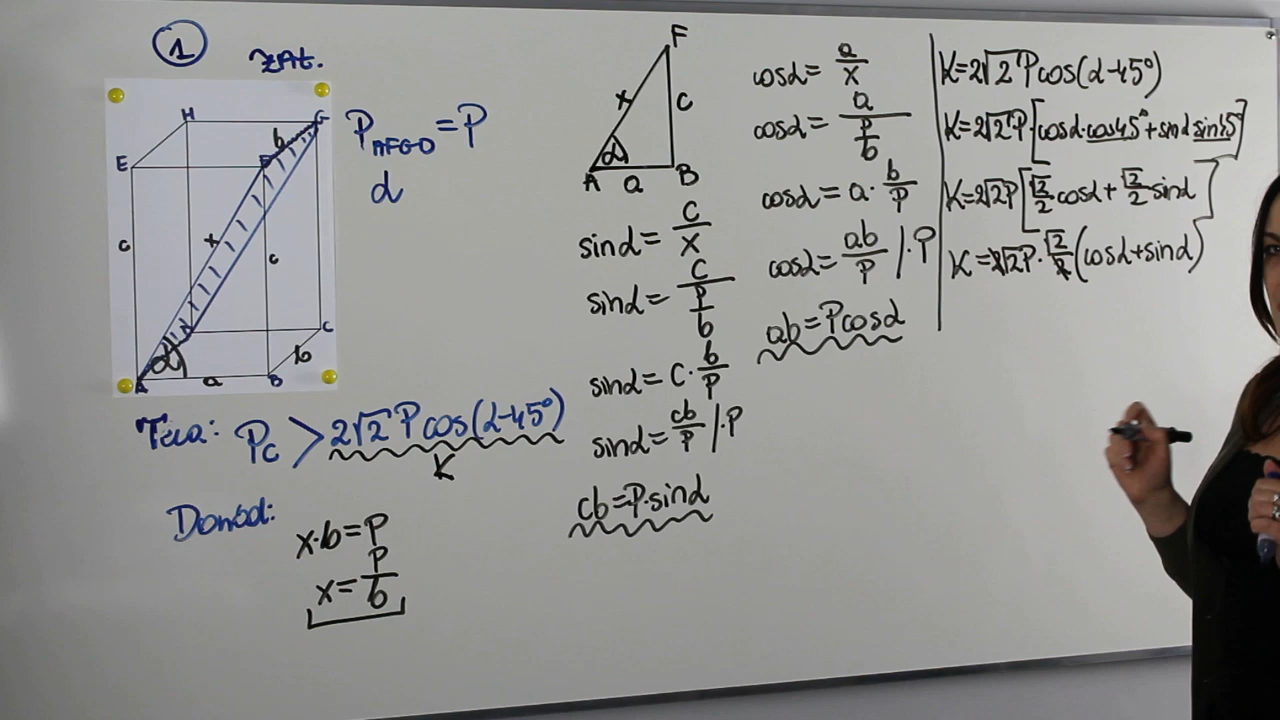 1
zał.
H
G
b
E
F
x
c
c
C
b
α
A
a
B
P_AFGD = P
α
Teza: P_C > 2√2 P cos(α-45°)
K
Dowód:
x·b = P
x = P/b
F
x
c
α
A a B
sinα = c/x
sinα = c/(P/b)
sinα = c · b/P
sinα = cb/P /·P
cb = P·sinα
cosα = a/x
cosα = a/(P/b)
cosα = a · b/P
cosα = ab/P /·P
ab = Pcosα
K = 2√2 P cos(α-45°)
K = 2√2 P [cosα·cos45° + sinα sin45°]
K = 2√2 P [√2/2 cosα + √2/2 sinα]
K = 2√2 P · √2/2 (cosα + sinα)